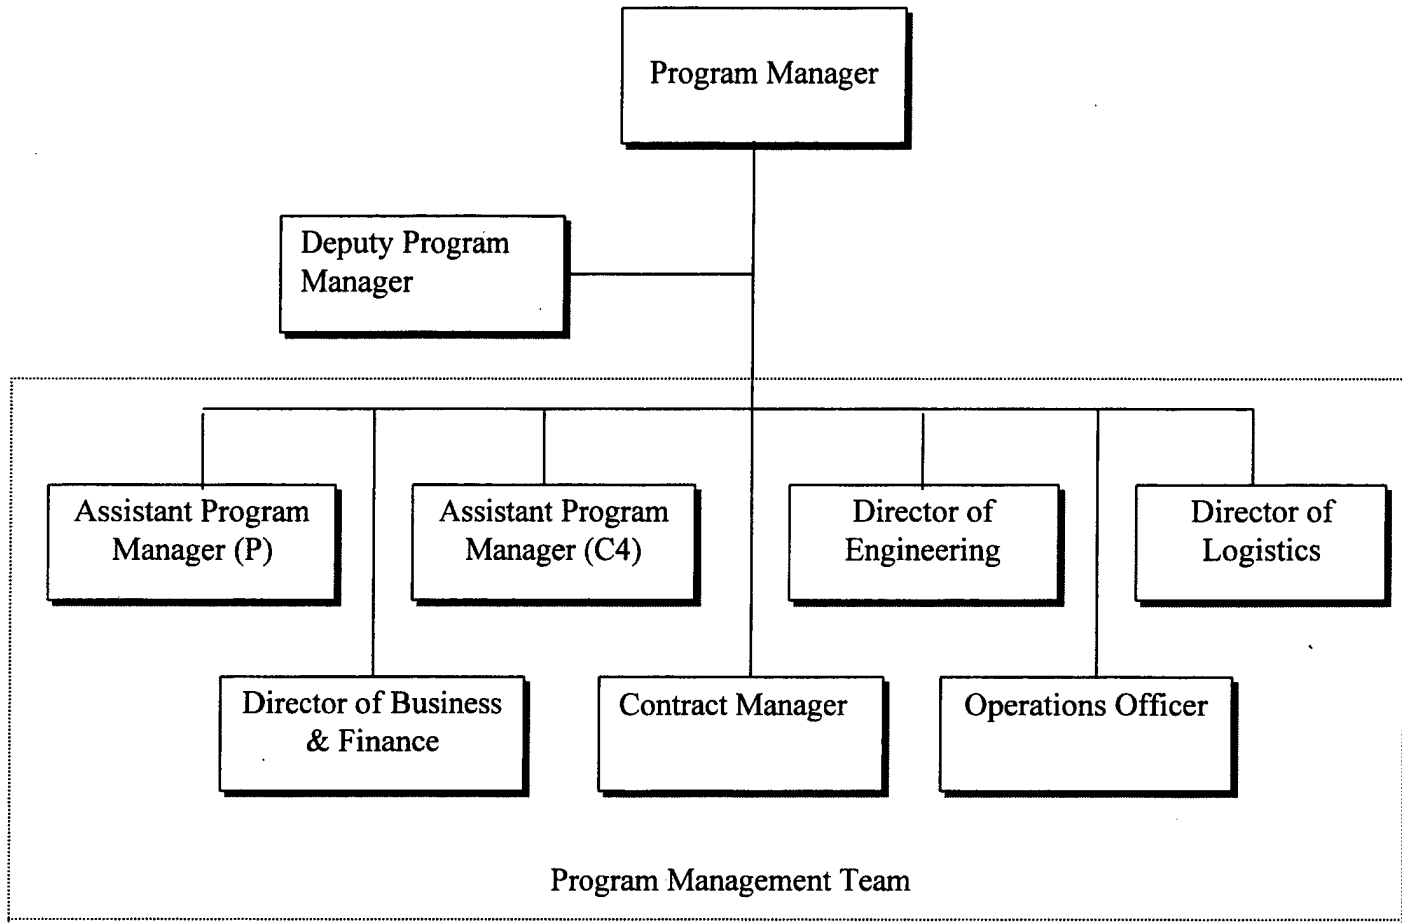 Program Manager
Deputy Program
Manager
Assistant Program
Manager (P)
Assistant Program
Manager (C4)
Director of
Engineering
Director of
Logistics
Director of Business
& Finance
Contract Manager
Operations Officer
Program Management Team